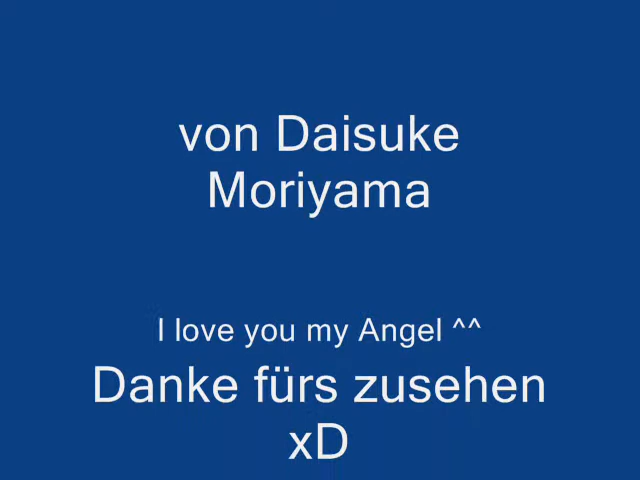 von Daisuke
Moriyama
I love you my Angel ^^
Danke fürs zusehen
xD